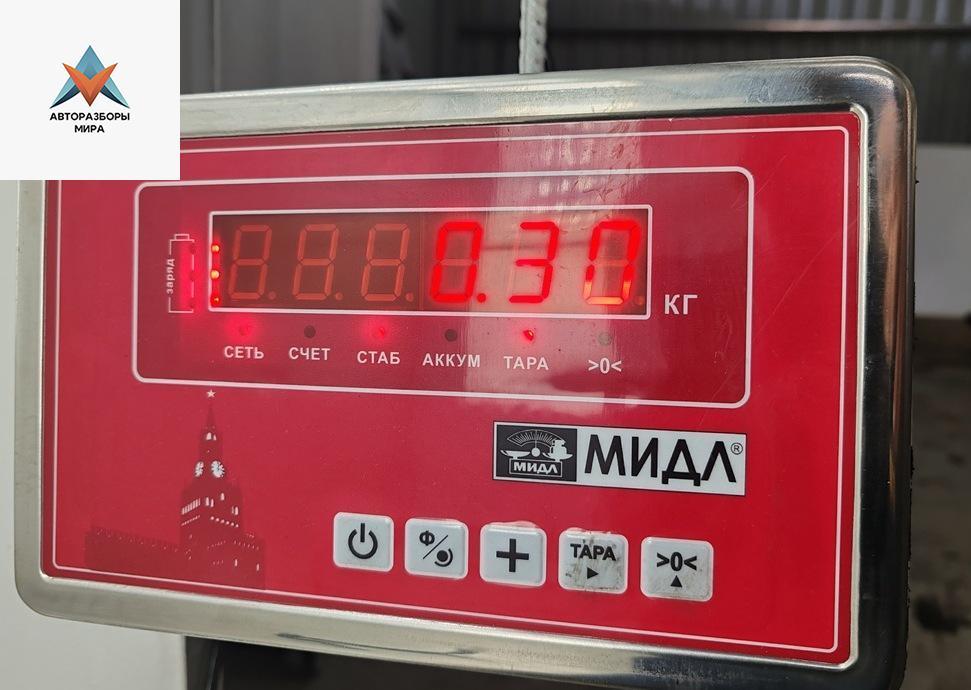 АВТОРАЗБОРЫ
МИРА
заряд
0.30
КГ
СЕТЬ СЧЕТ СТАБ АККУМ ТАРА >0<
МИДЛ
МИДЛ®
Ф/ + ТАРА >0<